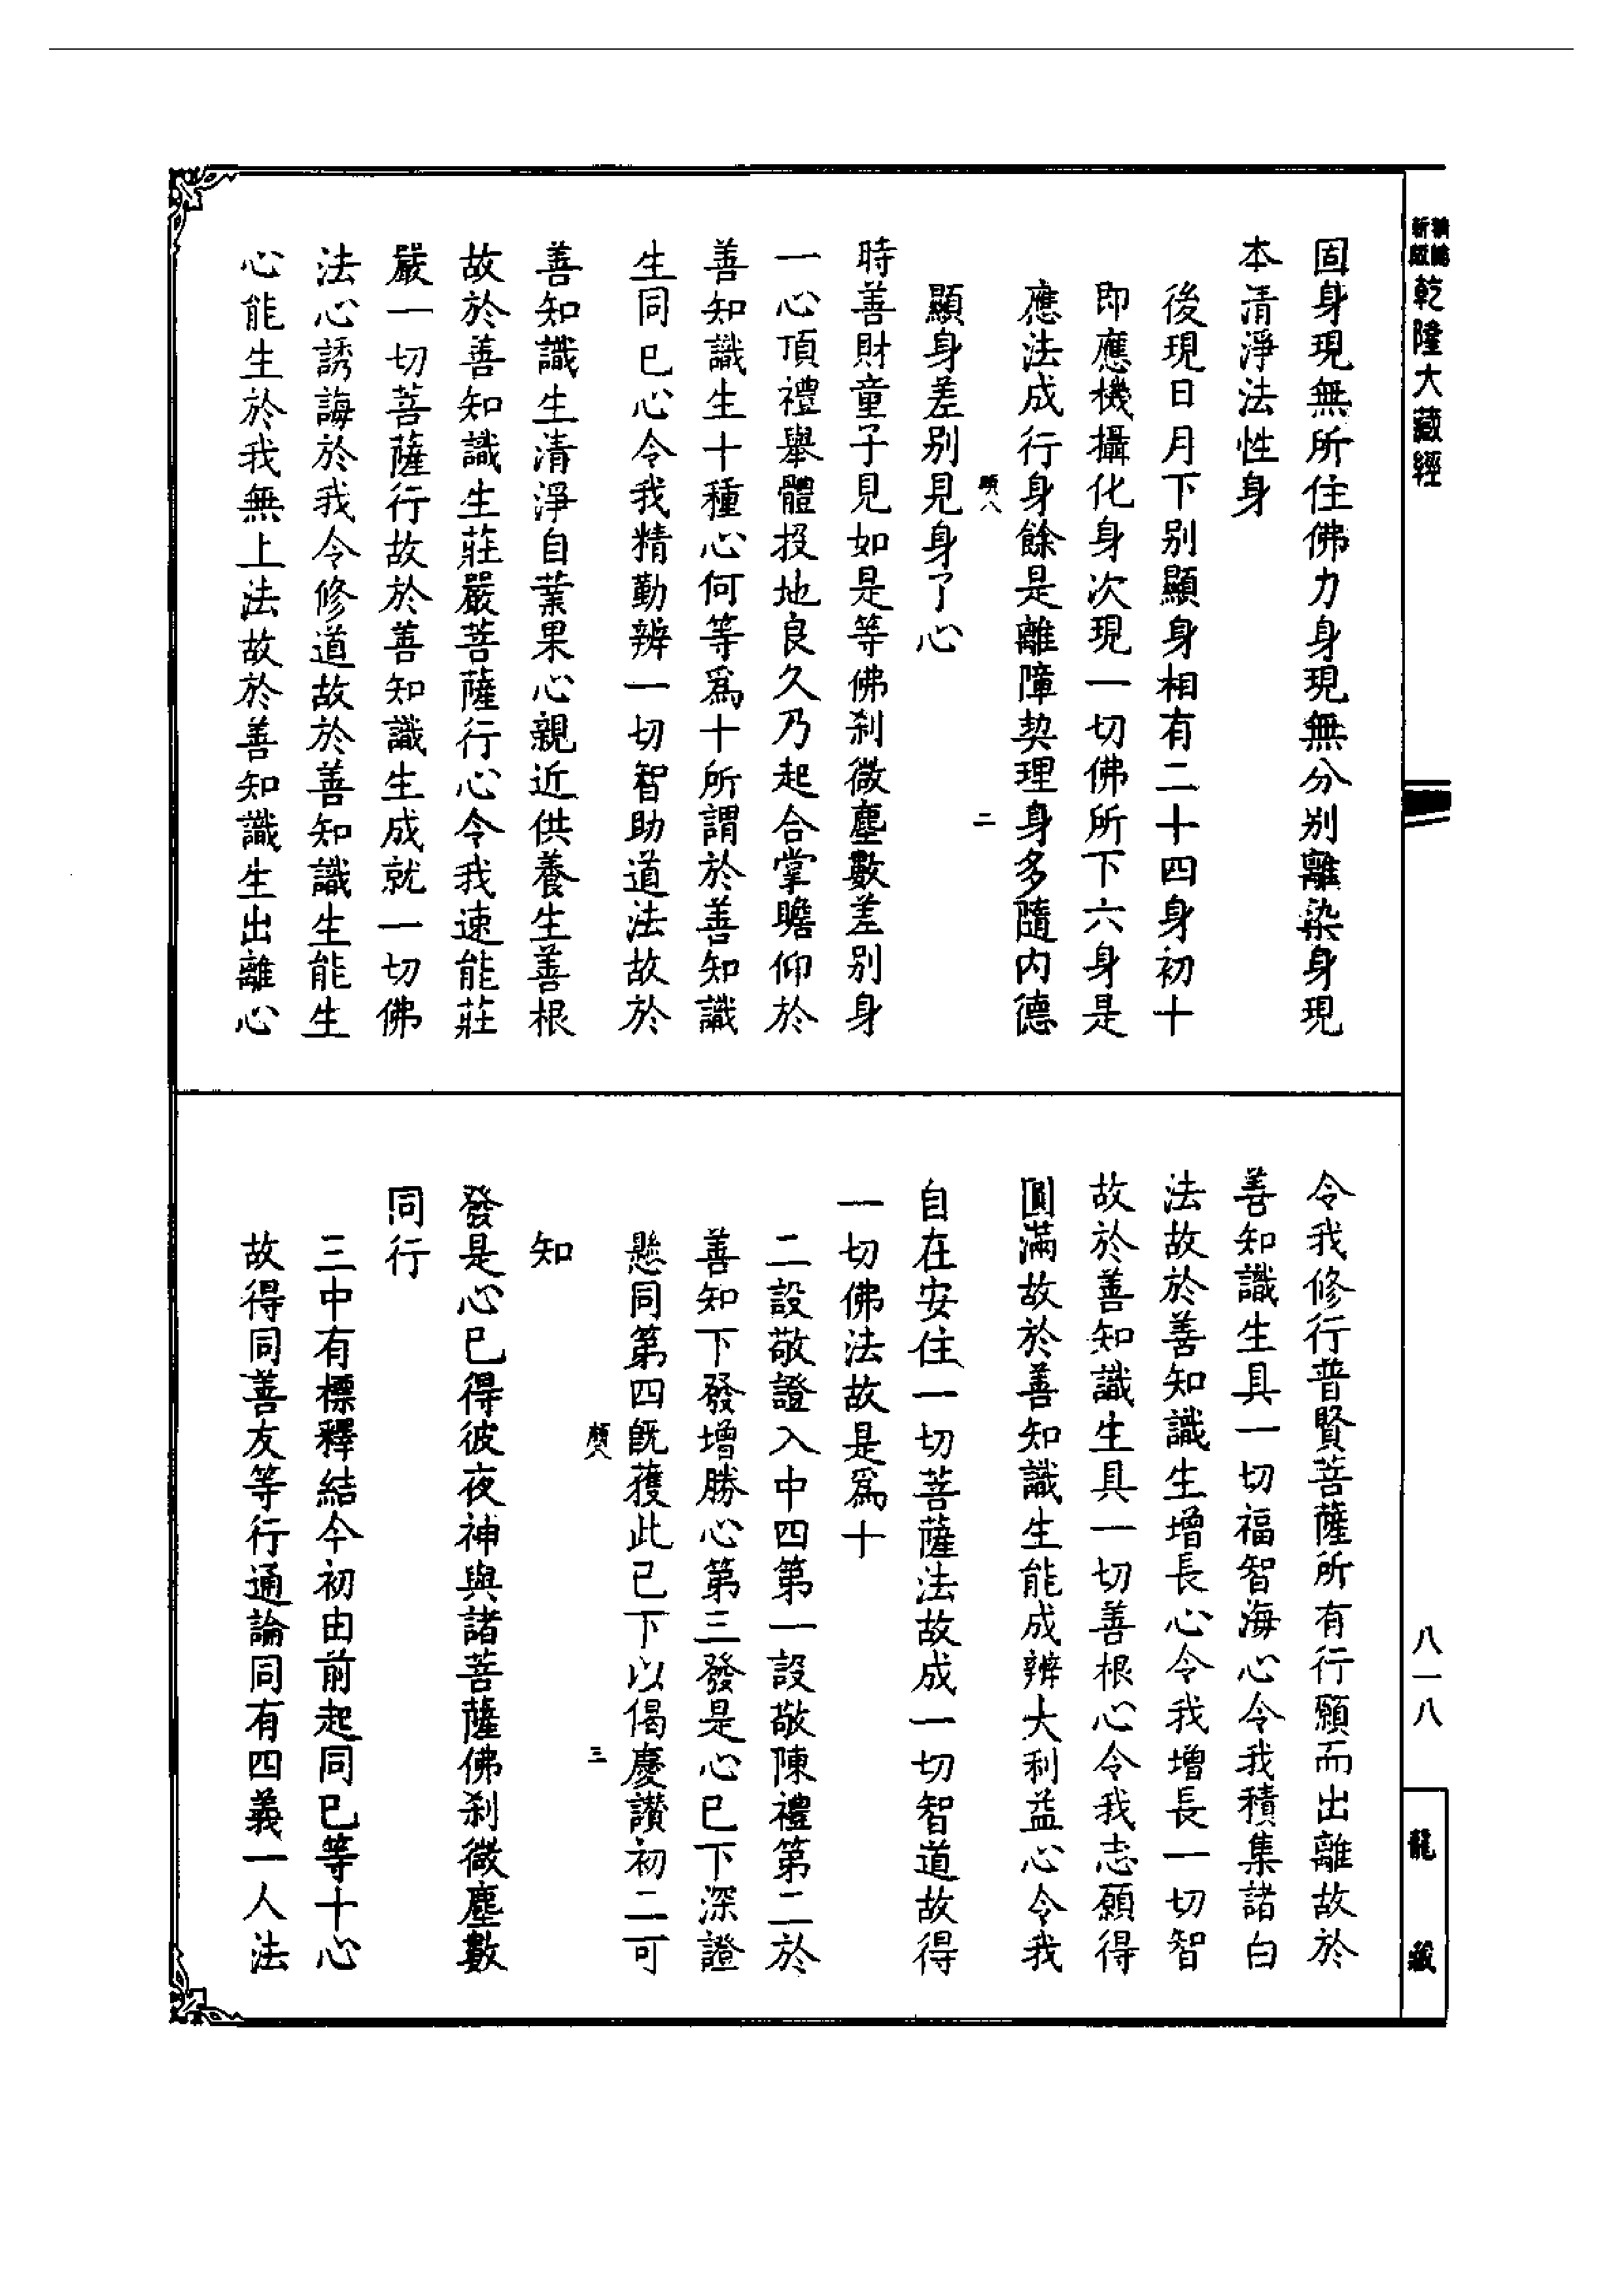 乾隆大藏經
固身現無所住佛力身現無分别離染身現
本清淨法性身
後現日月下别顯身相有二十四身初十
即應機攝化身次現一切佛所下六身是
應法成行身餘是離障契理身多隨内德
二
顯身差别見身了心
時善財童子見如是等佛刹微塵數差别身
一心頂禮舉體投地良久乃起合掌瞻仰於
善知識生十種心何等爲十所謂於善知識
生同已心令我精勤辨一切智助道法故於
善知識生清淨自業果心親近供養生善根
故於善知識生莊嚴菩薩行心令我速能莊
嚴一切菩薩行故於善知識生成就一切佛
法心誘誨於我令修道故於善知識生能生
心能生於我無上法故於善知識生出離心
八一八
龍藏
令我修行普賢菩薩所有行願而出離故於
善知識生具一切福智海心令我積集諸白
法故於善知識生增長心令我增長一切智
故於善知識生具一切善根心令我志願得
圓滿故於善知識生能成辨大利益心令我
自在安住一切菩薩法故成一切智道故得
一切佛法故是爲十
二設敬證入中四第一設敬陳禮第二於
善知下發增勝心第三發是心已下深證
懸同第四既獲此已下以偈慶讃初二可
三
知
發是心已得彼夜神與諸菩薩佛刹微塵數
同行
三中有標釋結今初由前起同已等十心
故得同善友等行通論同有四義一人法